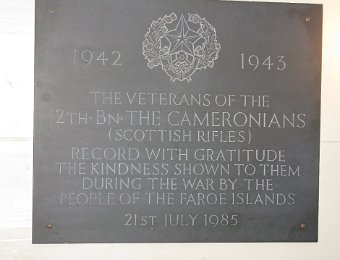 1942 1943
THE VETERANS OF THE
12TH · BN · THE CAMERONIANS
(SCOTTISH RIFLES)
RECORD WITH GRATITUDE
THE KINDNESS SHOWN TO THEM
DURING THE WAR BY THE
PEOPLE OF THE FAROE ISLANDS
21ST JULY 1985